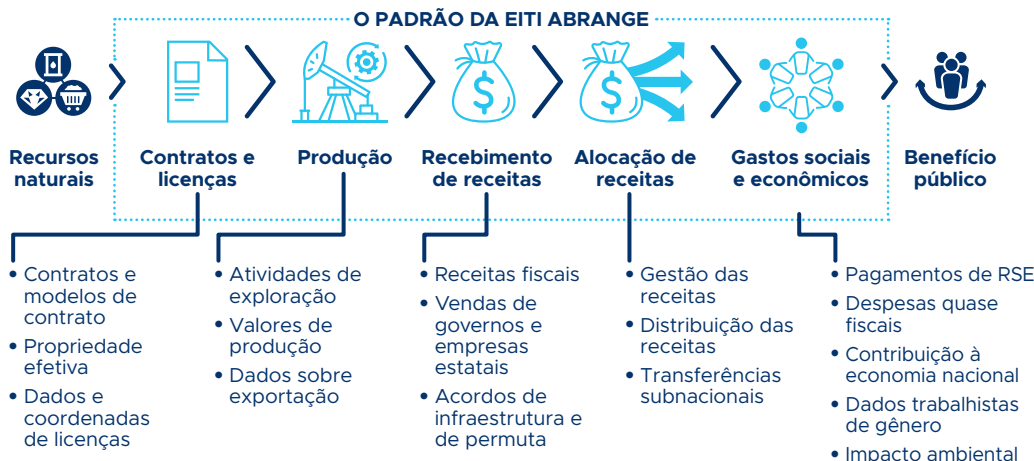 O PADRÃO DA EITI ABRANGE
Recursos
naturais
Contratos e
licenças
Produção
Recebimento
de receitas
Alocação de
receitas
Gastos sociais
e econômicos
Benefício
público
• Contratos e
modelos de
contrato
• Propriedade
efetiva
• Dados e
coordenadas
de licenças
• Atividades de
exploração
• Valores de
produção
• Dados sobre
exportação
• Receitas fiscais
• Vendas de
governos e
empresas
estatais
• Acordos de
infraestrutura e
de permuta
• Gestão das
receitas
• Distribuição das
receitas
• Transferências
subnacionais
• Pagamentos de RSE
• Despesas quase
fiscais
• Contribuição à
economia nacional
• Dados trabalhistas
de gênero
• Impacto ambiental